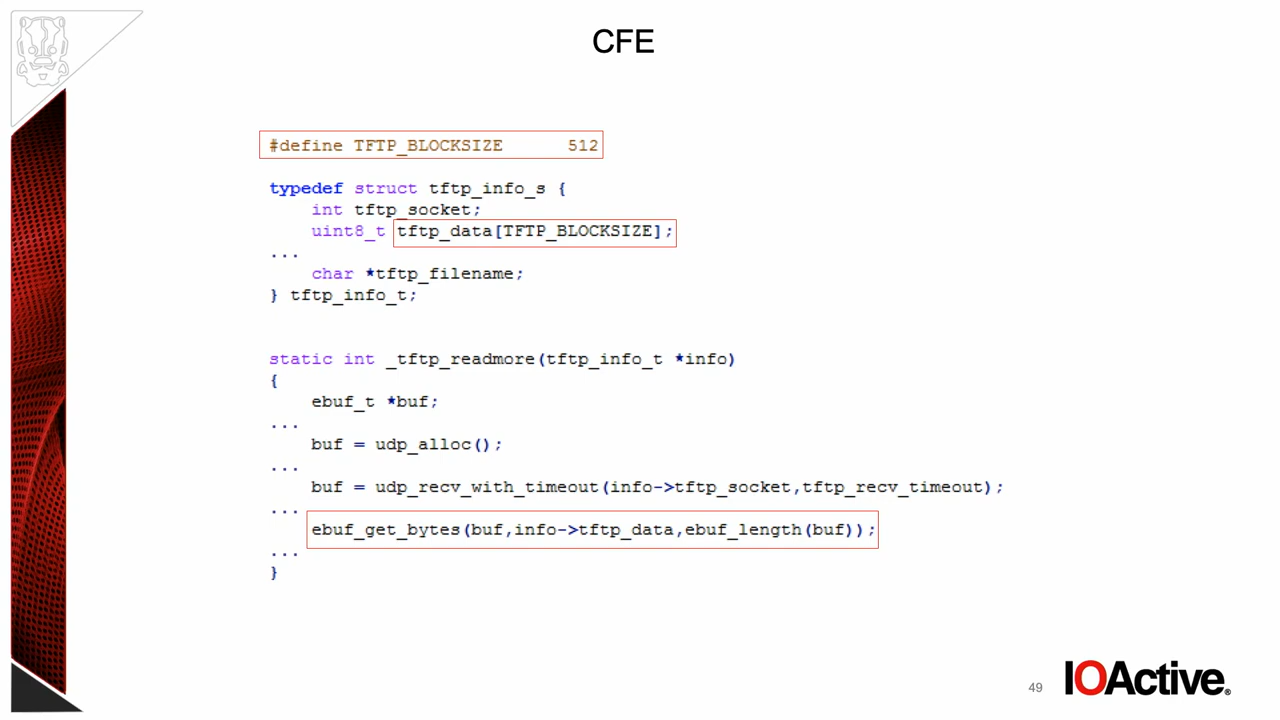 CFE
#define TFTP_BLOCKSIZE 512
typedef struct tftp_info_s {
int tftp_socket;
uint8_t tftp_data[TFTP_BLOCKSIZE];
...
char *tftp_filename;
} tftp_info_t;
static int _tftp_readmore(tftp_info_t *info)
{
ebuf_t *buf;
...
buf = udp_alloc();
...
buf = udp_recv_with_timeout(info->tftp_socket,tftp_recv_timeout);
...
ebuf_get_bytes(buf,info->tftp_data,ebuf_length(buf));
...
}
49
IOActive®